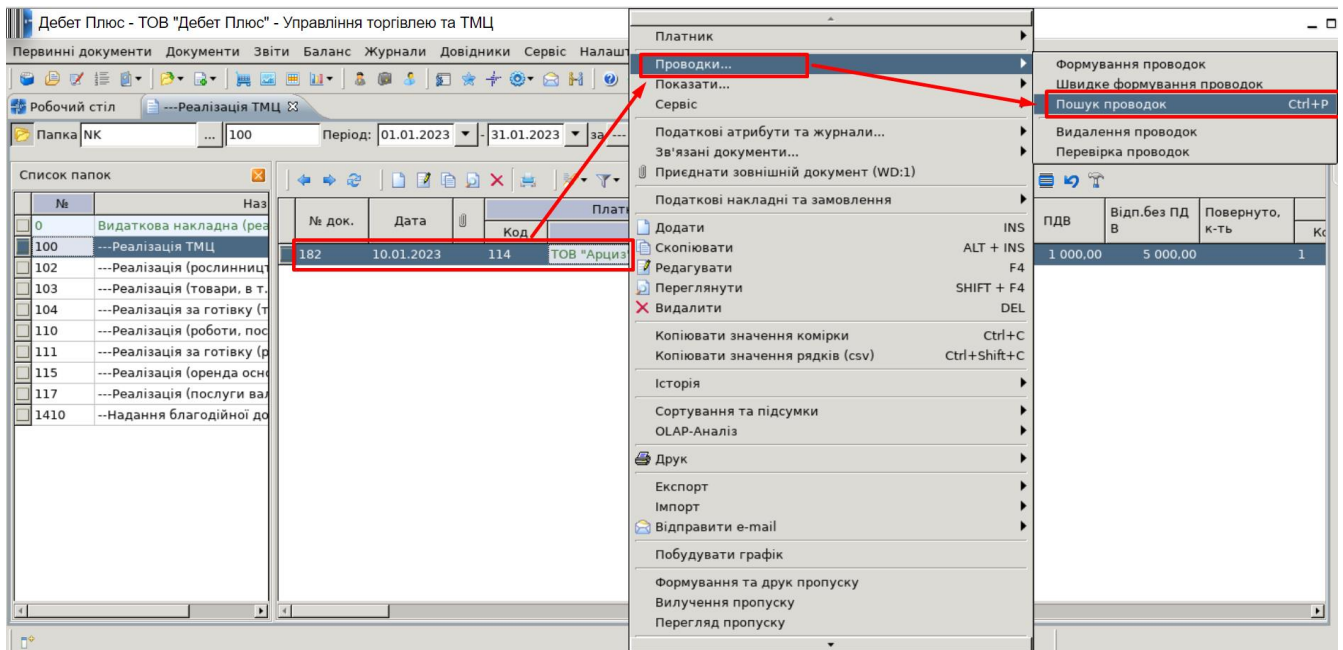 Дебет Плюс - ТОВ "Дебет Плюс" - Управління торгівлею та ТМЦ
Первинні документи Документи Звіти Баланс Журнали Довідники Сервіс Налашт
Робочий стіл
---Реалізація ТМЦ
Папка NK ... 100 Період: 01.01.2023 - 31.01.2023 за ---
Список папок
№ Наз
0 Видаткова накладна (реа
100 ---Реалізація ТМЦ
102 ---Реалізація (рослинниц
103 ---Реалізація (товари, в т.
104 ---Реалізація за готівку (т
110 ---Реалізація (роботи, пос
111 ---Реалізація за готівку (р
115 ---Реалізація (оренда осно
117 ---Реалізація (послуги вал
1410 --Надання благодійної до
№ док. Дата Платн
Код
182 10.01.2023 114 ТОВ "Арциз"
Платник
Проводки...
Показати...
Сервіс
Податкові атрибути та журнали...
Зв'язані документи...
Приєднати зовнішній документ (WD:1)
Податкові накладні та замовлення
Додати INS
Скопіювати ALT + INS
Редагувати F4
Переглянути SHIFT + F4
Видалити DEL
Копіювати значення комірки Ctrl+C
Копіювати значення рядків (csv) Ctrl+Shift+C
Історія
Сортування та підсумки
OLAP-Аналіз
Друк
Експорт
Імпорт
Відправити e-mail
Побудувати графік
Формування та друк пропуску
Вилучення пропуску
Перегляд пропуску
Формування проводок
Швидке формування проводок
Пошук проводок Ctrl+P
Видалення проводок
Перевірка проводок
ПДВ Відп.без ПД Повернуто,
В к-ть Ко
1 000,00 5 000,00 1